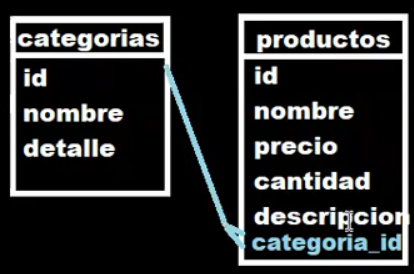 categorias
id
nombre
detalle
productos
id
nombre
precio
cantidad
descripcion
categoria_id